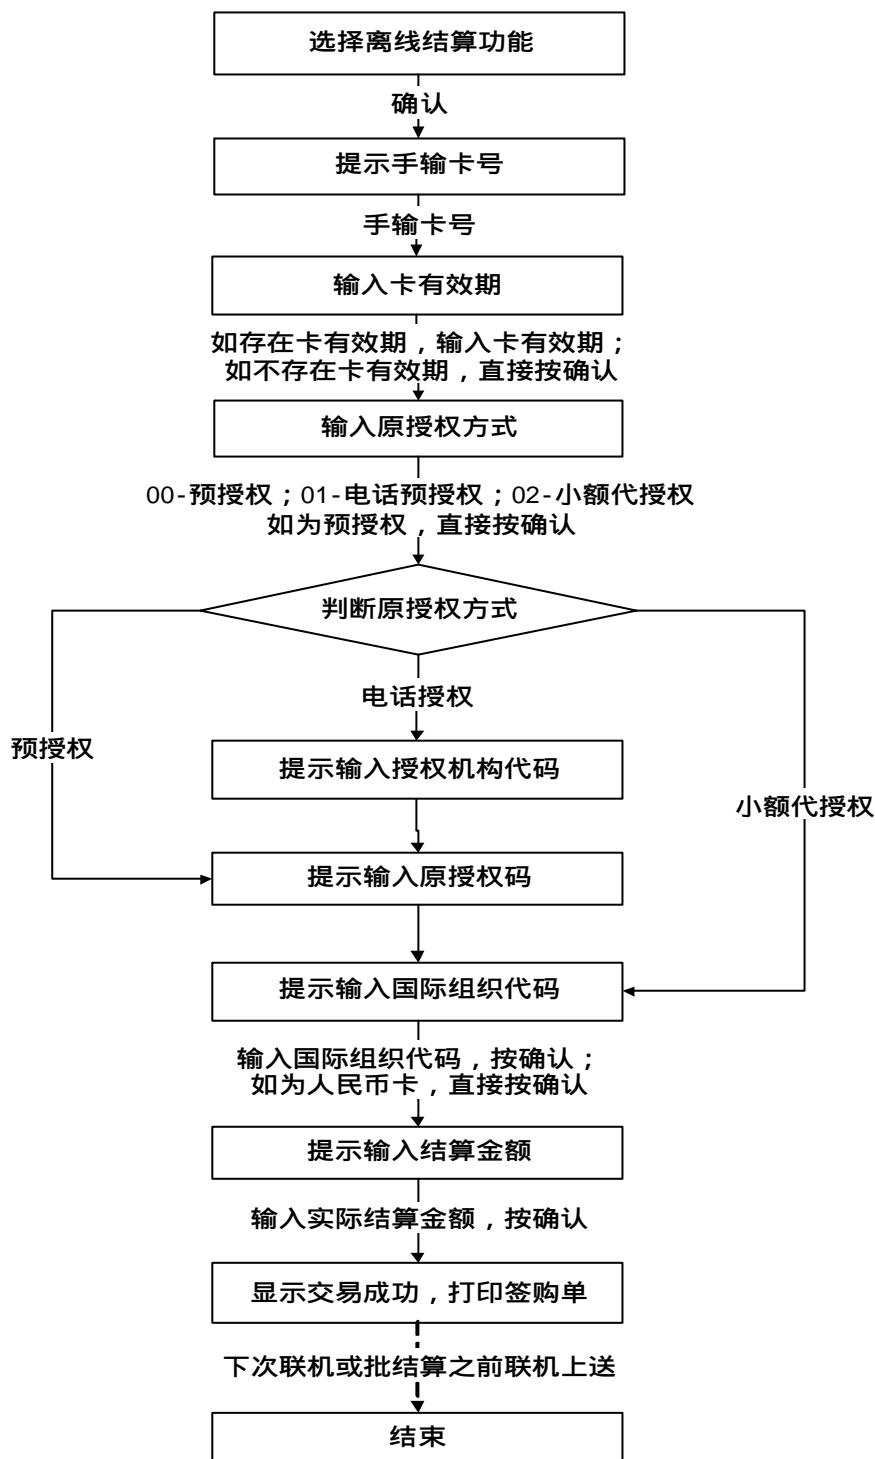 选择离线结算功能
确认
提示手输卡号
手输卡号
输入卡有效期
如存在卡有效期，输入卡有效期；
如不存在卡有效期，直接按确认
输入原授权方式
00-预授权；01-电话预授权；02-小额代授权
如为预授权，直接按确认
判断原授权方式
电话授权
预授权
提示输入授权机构代码
小额代授权
提示输入原授权码
提示输入国际组织代码
输入国际组织代码，按确认；
如为人民币卡，直接按确认
提示输入结算金额
输入实际结算金额，按确认
显示交易成功，打印签购单
下次联机或批结算之前联机上送
结束